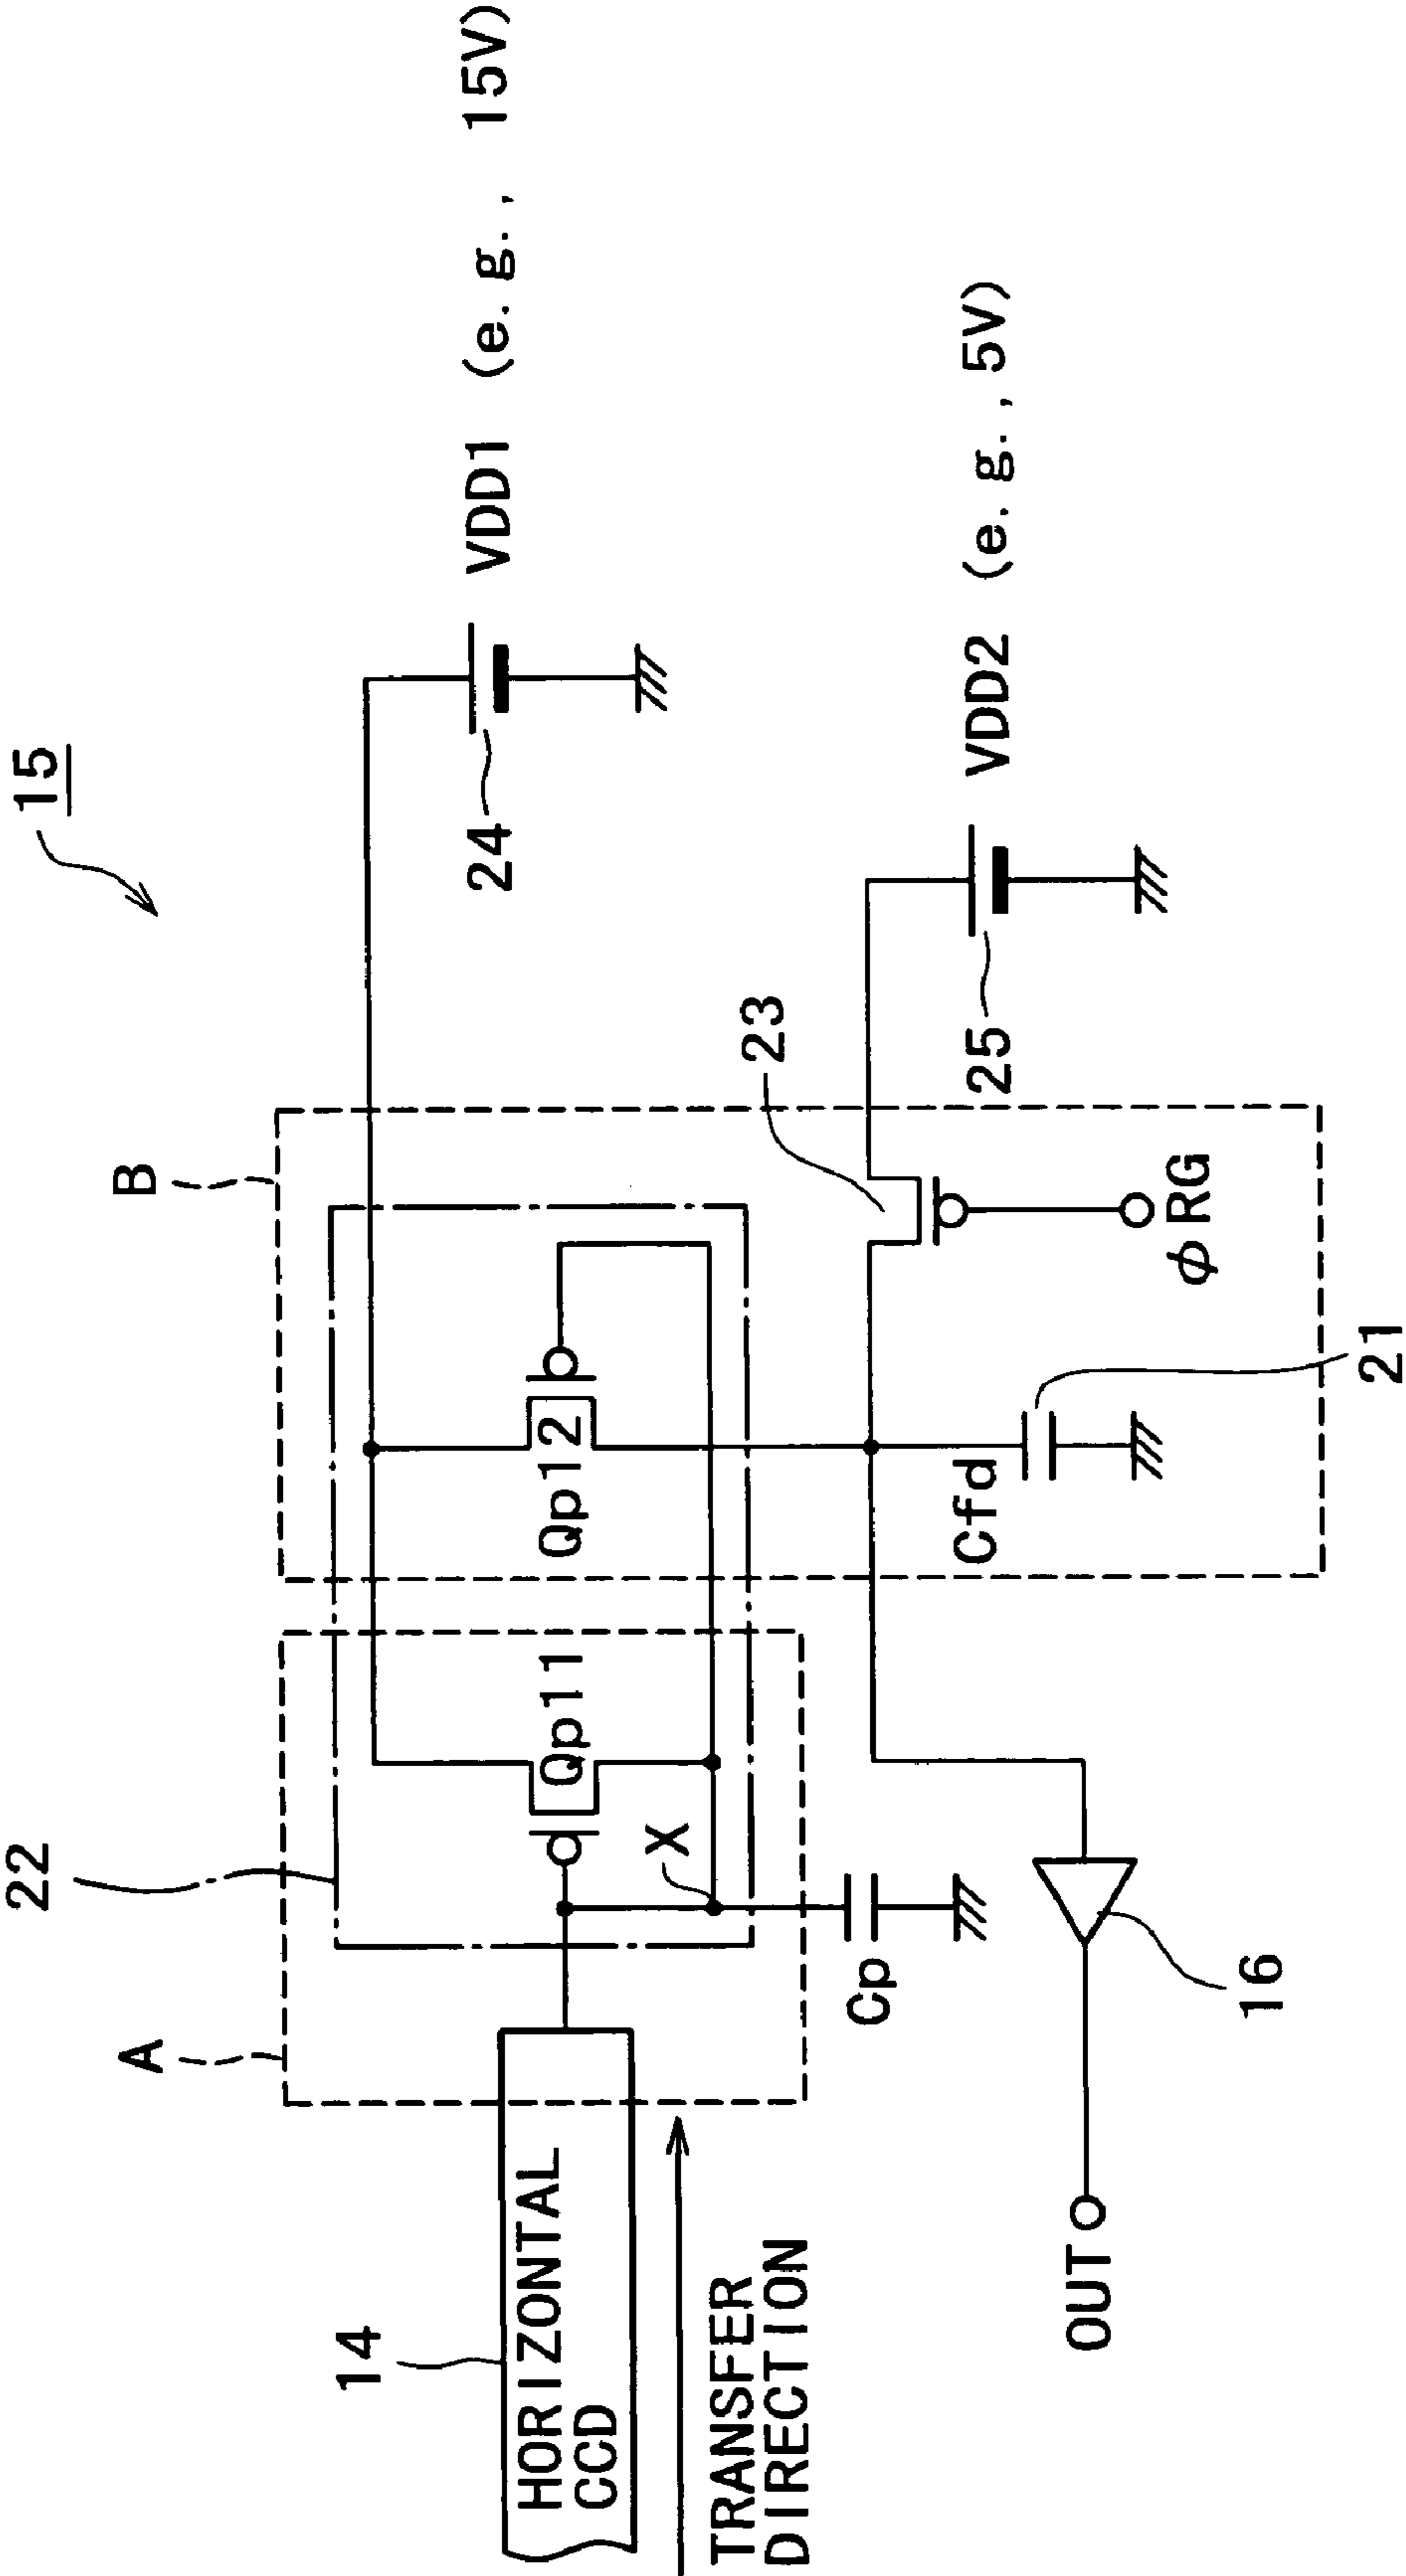 15
22
A
B
VDD1 (e.g., 15V)
24
14
HORIZONTAL
CCD
Qp11
Qp12
X
TRANSFER
DIRECTION
Cp
23
VDD2 (e.g., 5V)
25
Cfd
21
φRG
OUT
16